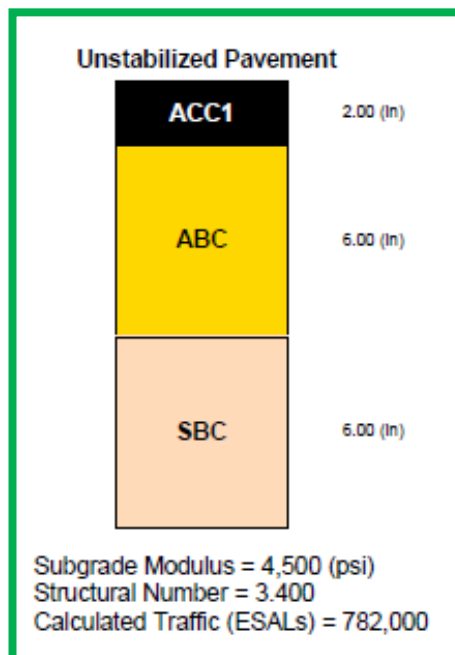 Unstabilized Pavement
ACC1 2.00 (in)
ABC 6.00 (in)
SBC 6.00 (in)
Subgrade Modulus = 4,500 (psi)
Structural Number = 3.400
Calculated Traffic (ESALs) = 782,000